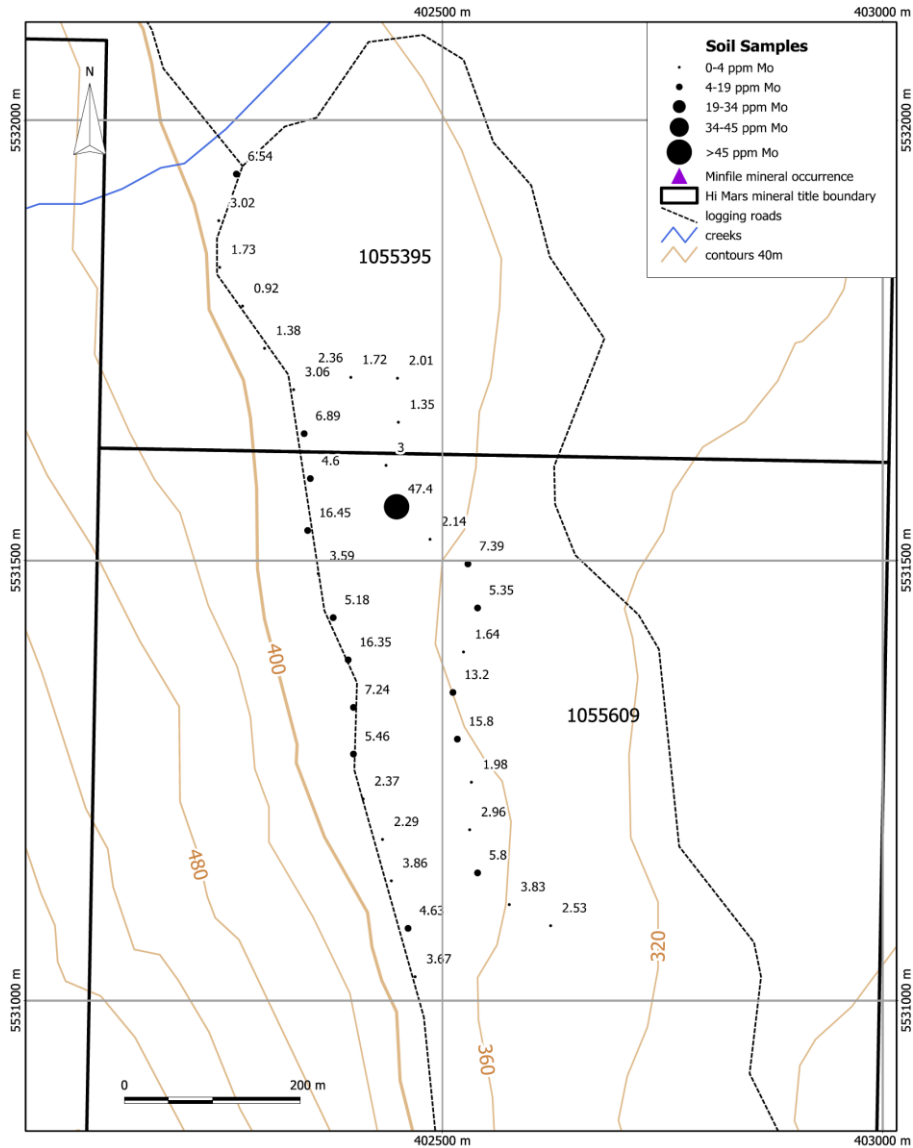 402500 m
403000 m
5532000 m
5532000 m
N
Soil Samples
0-4 ppm Mo
4-19 ppm Mo
19-34 ppm Mo
34-45 ppm Mo
>45 ppm Mo
Minfile mineral occurrence
Hi Mars mineral title boundary
logging roads
creeks
contours 40m
6.54
3.02
1.73
1055395
0.92
1.38
2.36
1.72
2.01
3.06
1.35
6.89
3
4.6
47.4
16.45
2.14
3.59
7.39
5531500 m
5531500 m
5.35
5.18
1.64
16.35
400
13.2
7.24
1055609
15.8
5.46
1.98
2.37
2.96
2.29
480
5.8
3.86
3.83
4.63
2.53
320
3.67
5531000 m
5531000 m
360
0
200 m
402500 m
403000 m